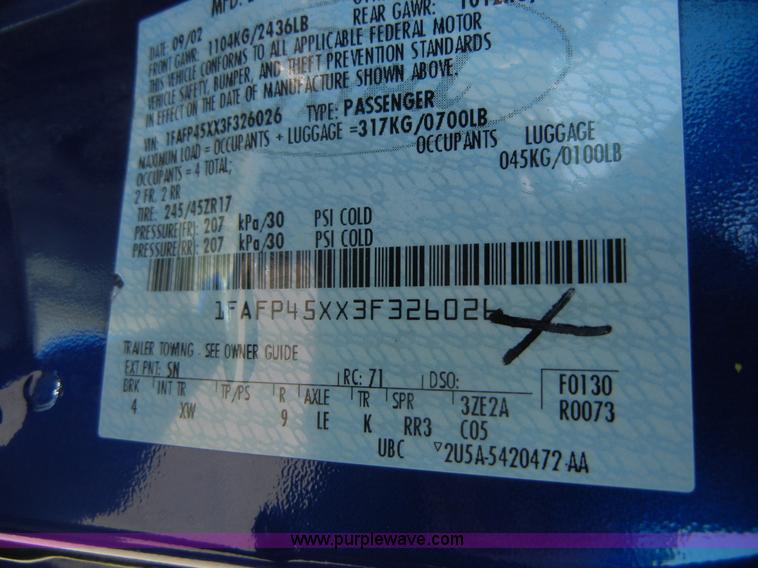 MFD.
DATE: 09/02
REAR GAWR:
FRONT GAWR: 1104KG/2436LB
THIS VEHICLE CONFORMS TO ALL APPLICABLE FEDERAL MOTOR
VEHICLE SAFETY, BUMPER, AND THEFT PREVENTION STANDARDS
IN EFFECT ON THE DATE OF MANUFACTURE SHOWN ABOVE.
VIN: 1FAFP45XX3F326026 TYPE: PASSENGER
MAXIMUM LOAD = OCCUPANTS + LUGGAGE =317KG/0700LB
OCCUPANTS = 4 TOTAL; OCCUPANTS LUGGAGE
2 FR, 2 RR 045KG/0100LB
TIRE: 245/45ZR17
PRESSURE(FR): 207 kPa/30 PSI COLD
PRESSURE(RR): 207 kPa/30 PSI COLD
1FAFP45XX3F326026
TRAILER TOWING - SEE OWNER GUIDE
EXT PNT: SN RC: 71 DSO: F0130
BRK INT TR TP/PS R AXLE TR SPR 3ZE2A R0073
4 XW 9 LE K RR3 C05
UBC ▽2U5A-5420472-AA
www.purplewave.com